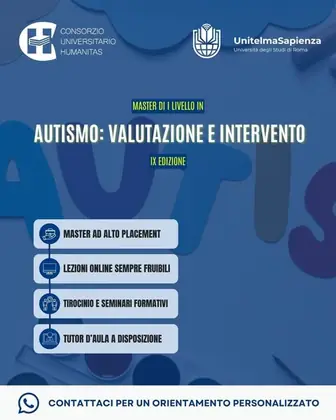 CONSORZIO
UNIVERSITARIO
HUMANITAS
UnitelmaSapienza
Università degli Studi di Roma
MASTER DI I LIVELLO IN
AUTISMO: VALUTAZIONE E INTERVENTO
IX EDIZIONE
AUTIS
MASTER AD ALTO PLACEMENT
LEZIONI ONLINE SEMPRE FRUIBILI
TIROCINIO E SEMINARI FORMATIVI
TUTOR D'AULA A DISPOSIZIONE
CONTATTACI PER UN ORIENTAMENTO PERSONALIZZATO